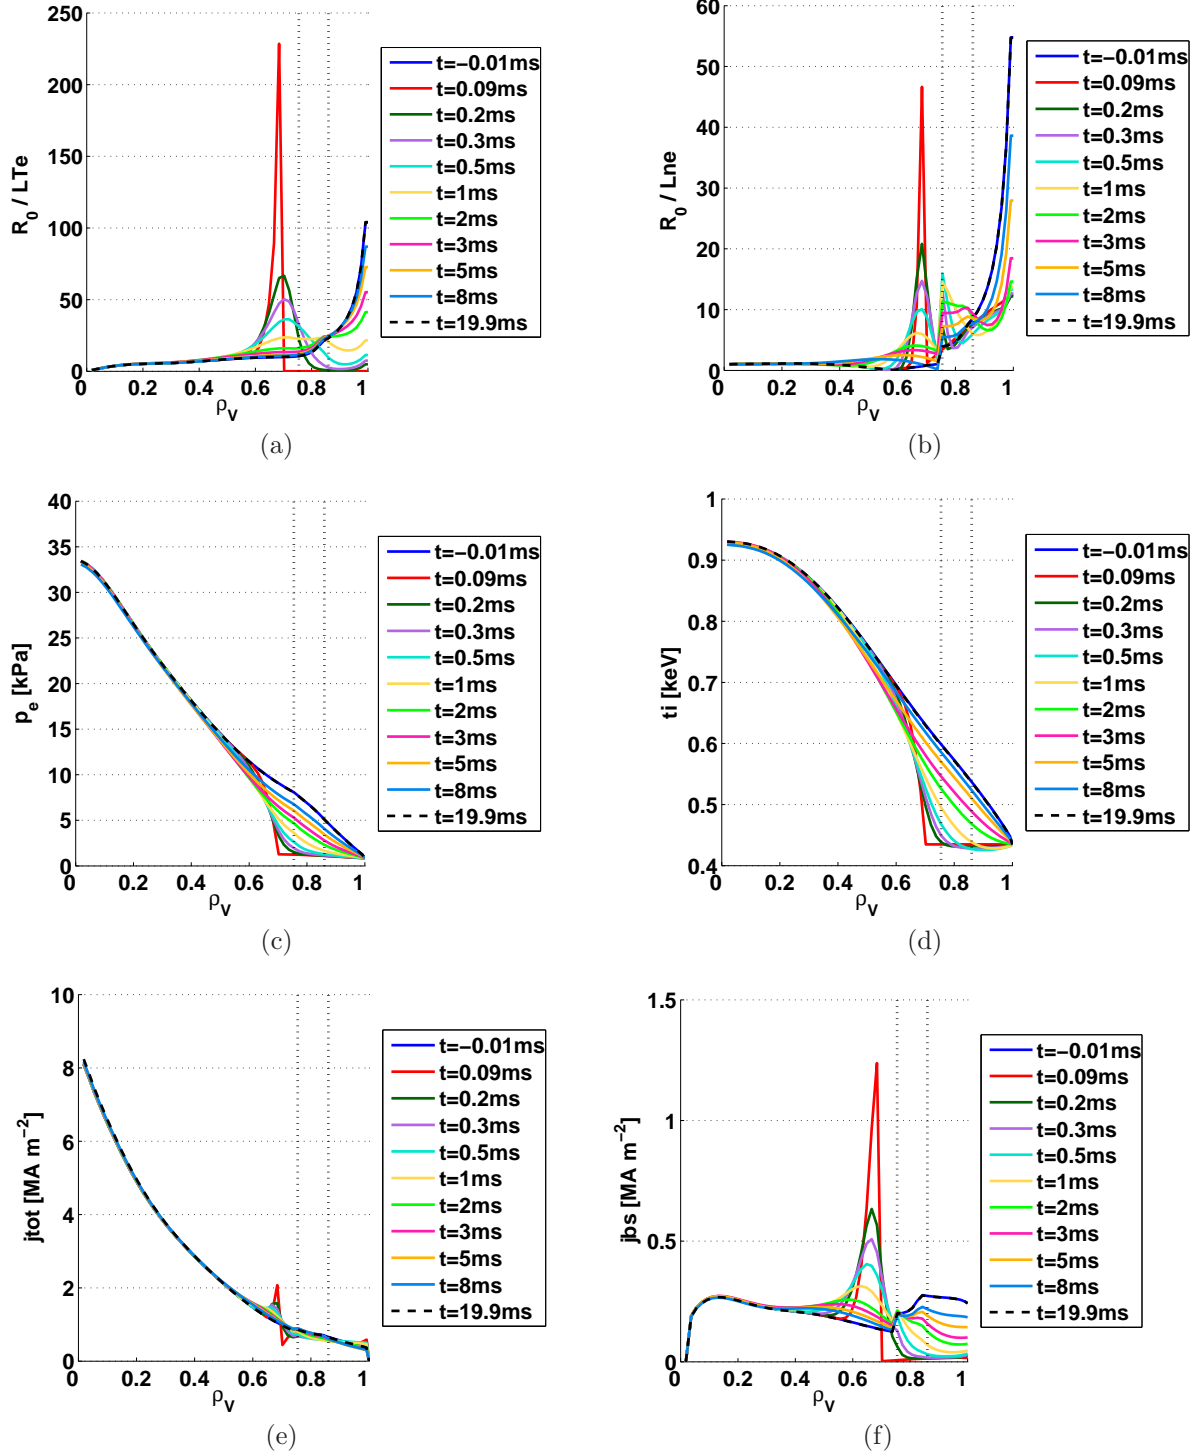 250
200
150
100
50
0
R_0 / LTe
0 0.2 0.4 0.6 0.8 1
ρ_V
t=−0.01ms
t=0.09ms
t=0.2ms
t=0.3ms
t=0.5ms
t=1ms
t=2ms
t=3ms
t=5ms
t=8ms
t=19.9ms
(a)
60
50
40
30
20
10
0
R_0 / Lne
0 0.2 0.4 0.6 0.8 1
ρ_V
t=−0.01ms
t=0.09ms
t=0.2ms
t=0.3ms
t=0.5ms
t=1ms
t=2ms
t=3ms
t=5ms
t=8ms
t=19.9ms
(b)
40
35
30
25
20
15
10
5
0
p_e [kPa]
0 0.2 0.4 0.6 0.8 1
ρ_V
t=−0.01ms
t=0.09ms
t=0.2ms
t=0.3ms
t=0.5ms
t=1ms
t=2ms
t=3ms
t=5ms
t=8ms
t=19.9ms
(c)
1
0.9
0.8
0.7
0.6
0.5
0.4
ti [keV]
0 0.2 0.4 0.6 0.8 1
ρ_V
t=−0.01ms
t=0.09ms
t=0.2ms
t=0.3ms
t=0.5ms
t=1ms
t=2ms
t=3ms
t=5ms
t=8ms
t=19.9ms
(d)
10
8
6
4
2
0
jtot [MA m⁻²]
0 0.2 0.4 0.6 0.8 1
ρ_V
t=−0.01ms
t=0.09ms
t=0.2ms
t=0.3ms
t=0.5ms
t=1ms
t=2ms
t=3ms
t=5ms
t=8ms
t=19.9ms
(e)
1.5
1
0.5
0
jbs [MA m⁻²]
0 0.2 0.4 0.6 0.8 1
ρ_V
t=−0.01ms
t=0.09ms
t=0.2ms
t=0.3ms
t=0.5ms
t=1ms
t=2ms
t=3ms
t=5ms
t=8ms
t=19.9ms
(f)